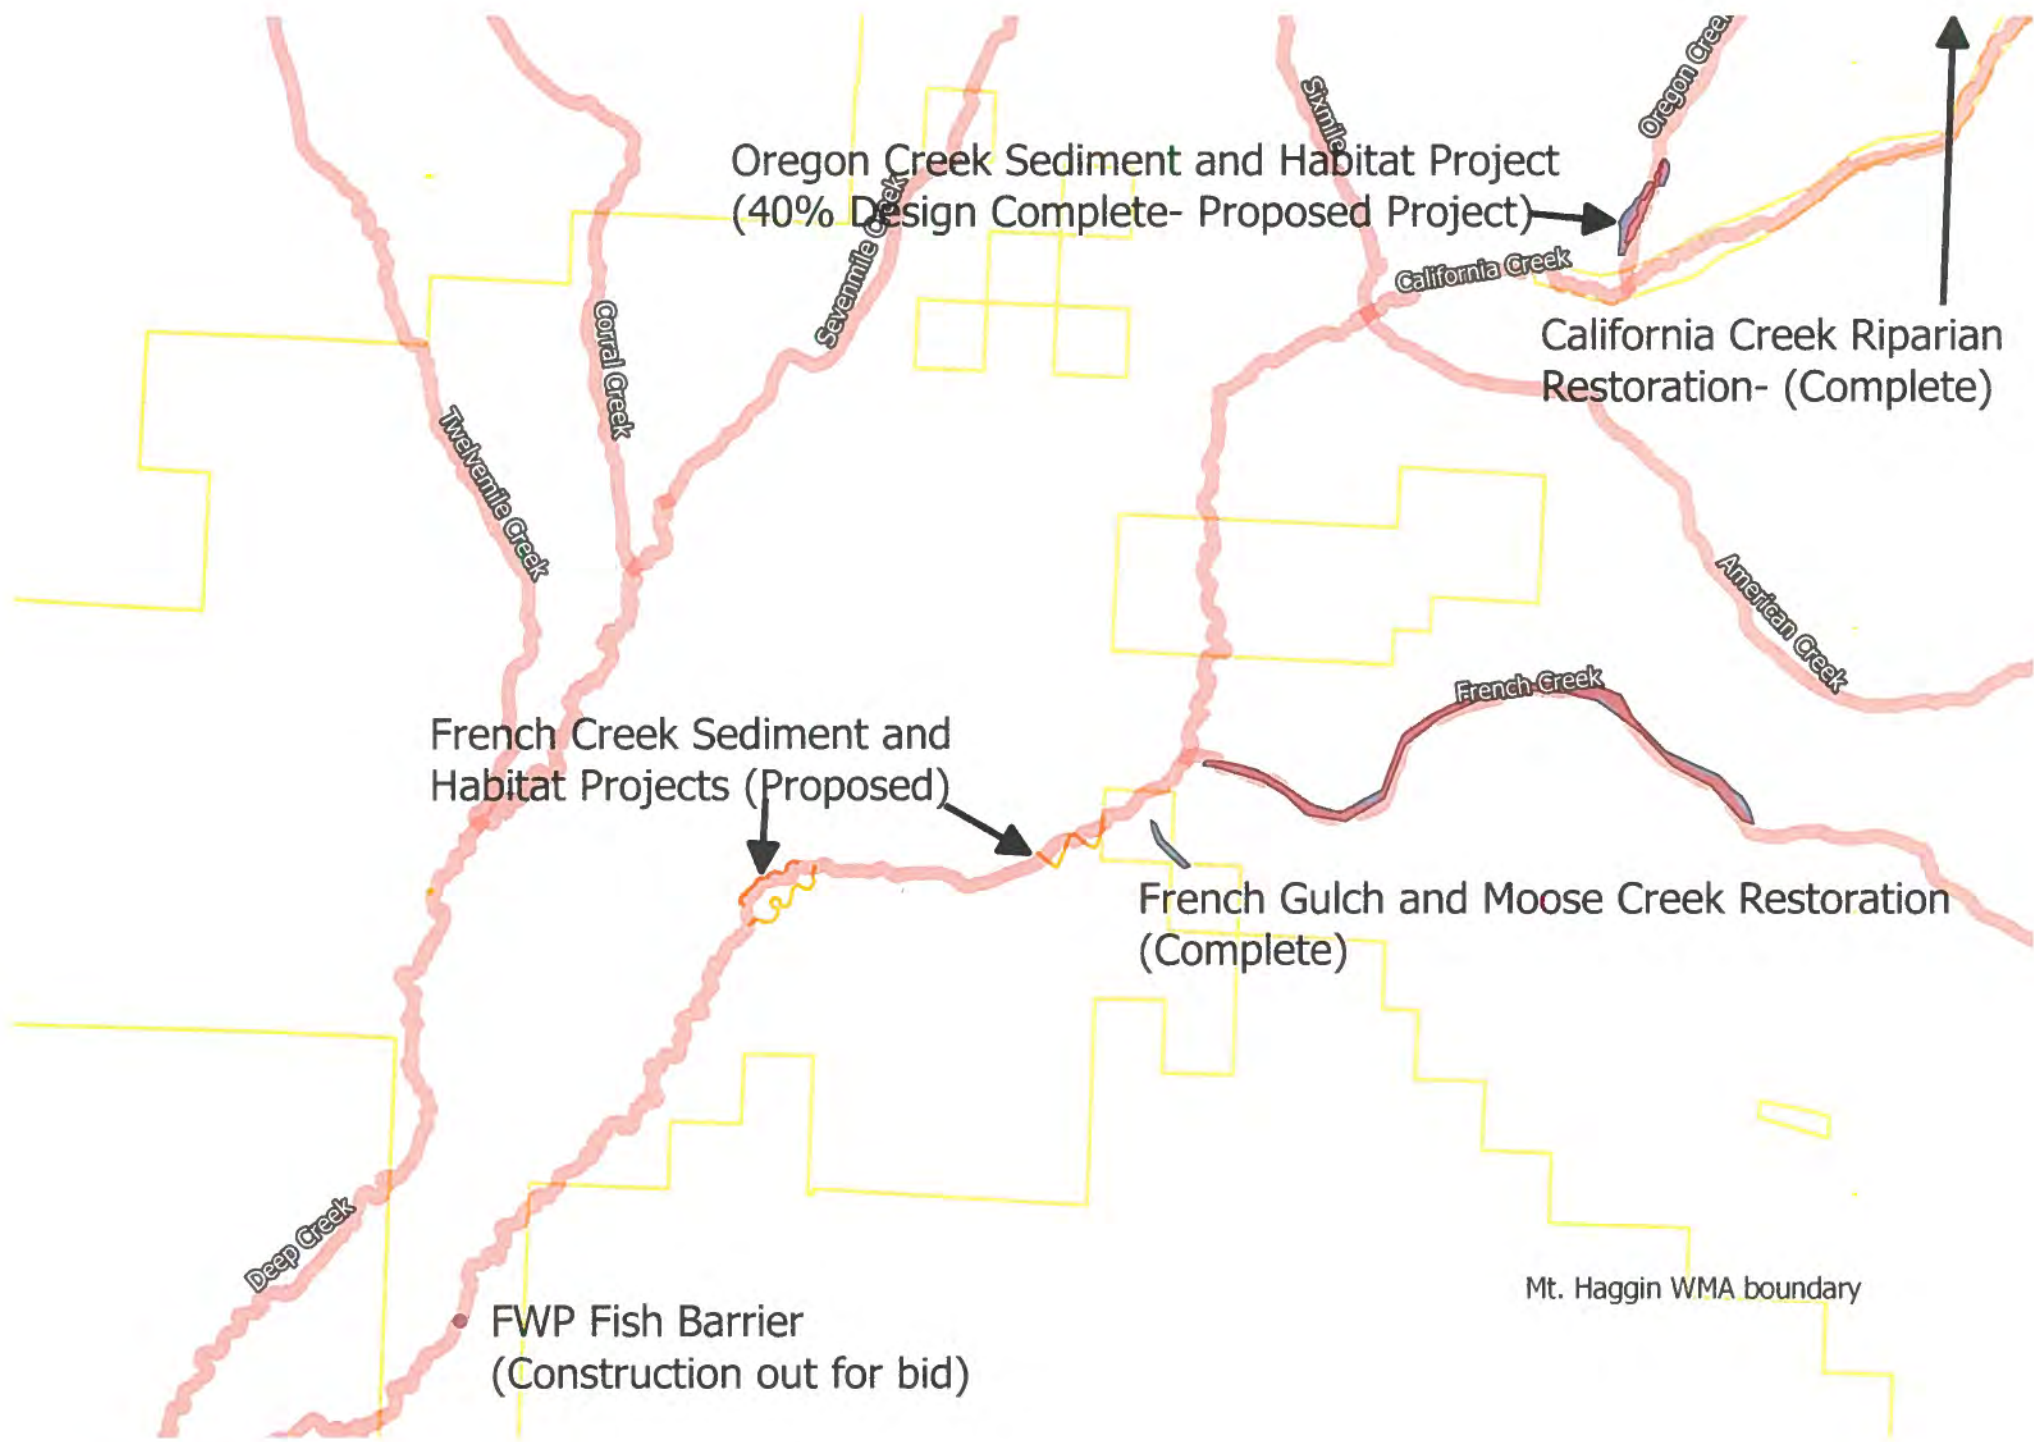 Oregon Creek
Sixmile
Oregon Creek Sediment and Habitat Project
(40% Design Complete- Proposed Project)
Sevenmile Creek
California Creek
California Creek Riparian
Restoration- (Complete)
Corral Creek
Twelvemile Creek
American Creek
French Creek
French Creek Sediment and
Habitat Projects (Proposed)
French Gulch and Moose Creek Restoration
(Complete)
Deep Creek
Mt. Haggin WMA boundary
FWP Fish Barrier
(Construction out for bid)